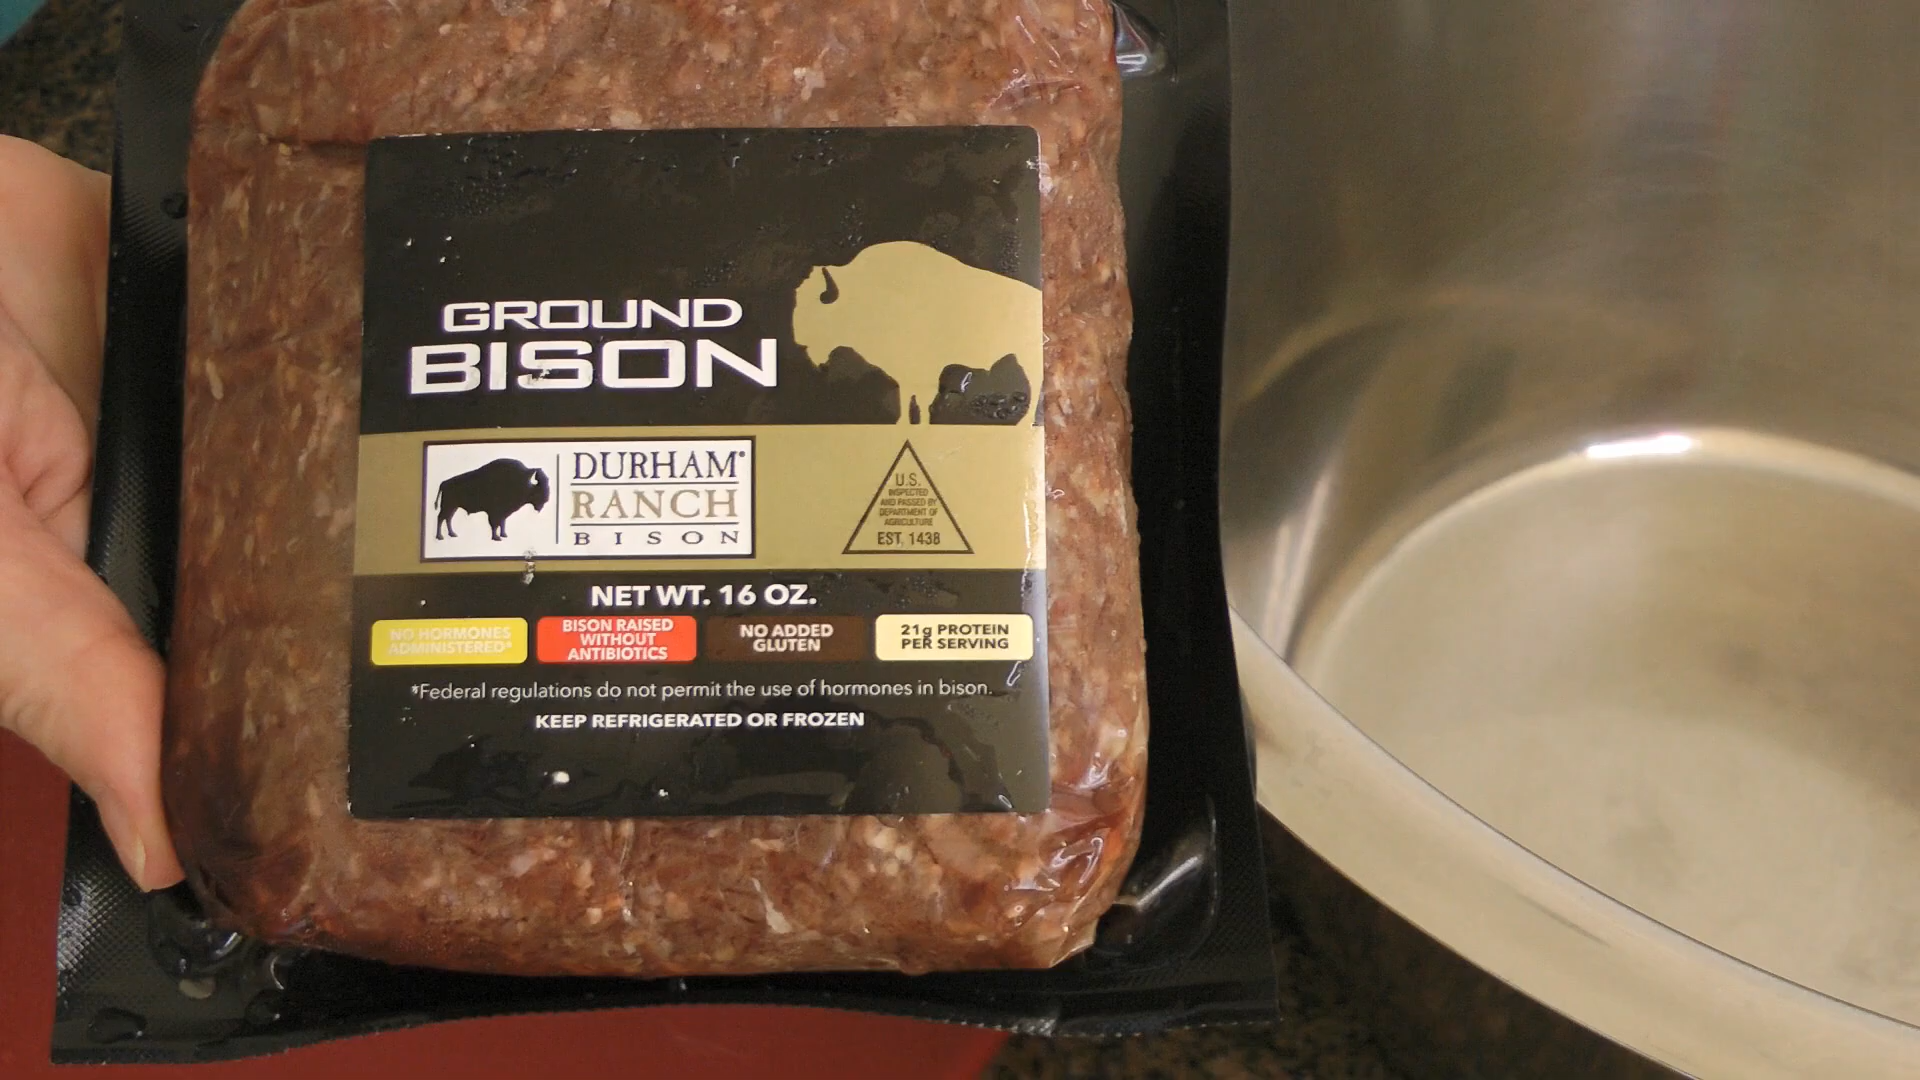 GROUND
BISON
DURHAM®
RANCH
BISON
U.S.
INSPECTED
AND PASSED BY
DEPARTMENT OF
AGRICULTURE
EST. 1438
NET WT. 16 OZ.
NO HORMONES
ADMINISTERED*
BISON RAISED
WITHOUT
ANTIBIOTICS
NO ADDED
GLUTEN
21g PROTEIN
PER SERVING
*Federal regulations do not permit the use of hormones in bison.
KEEP REFRIGERATED OR FROZEN